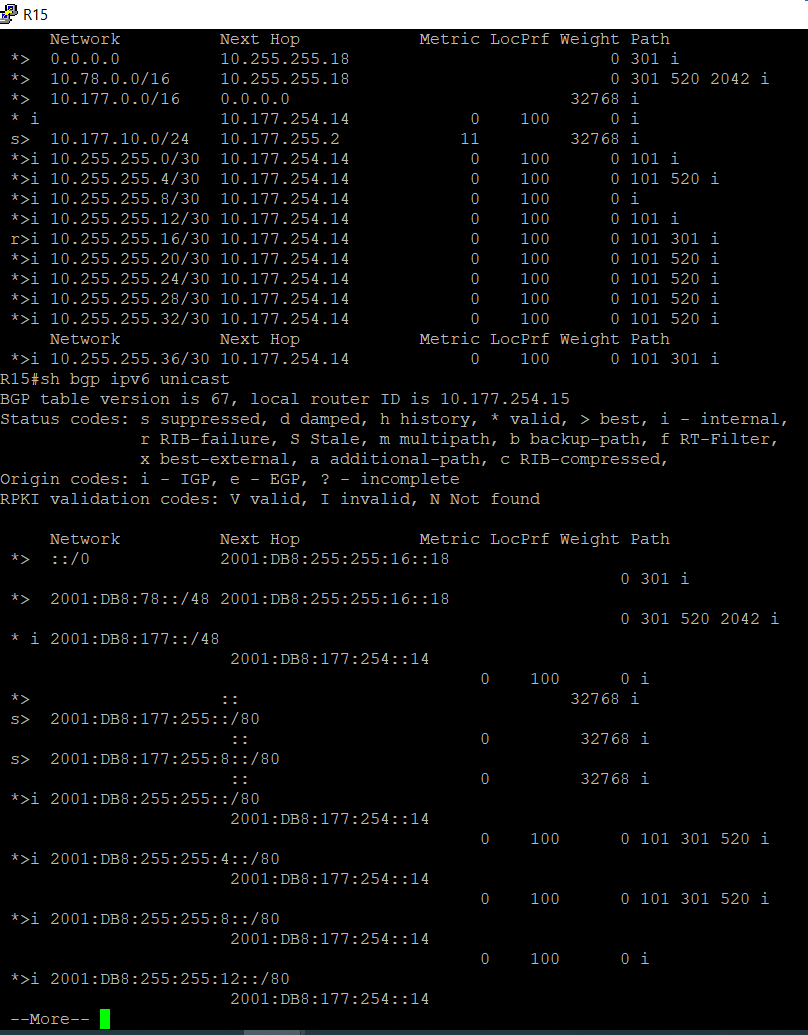 R15
     Network          Next Hop            Metric LocPrf Weight Path
 *>  0.0.0.0          10.255.255.18                          0 301 i
 *>  10.78.0.0/16     10.255.255.18                          0 301 520 2042 i
 *>  10.177.0.0/16    0.0.0.0                            32768 i
 * i                  10.177.254.14            0    100      0 i
 s>  10.177.10.0/24   10.177.255.2            11         32768 i
 *>i 10.255.255.0/30  10.177.254.14            0    100      0 101 i
 *>i 10.255.255.4/30  10.177.254.14            0    100      0 101 520 i
 *>i 10.255.255.8/30  10.177.254.14            0    100      0 i
 *>i 10.255.255.12/30 10.177.254.14            0    100      0 101 i
 r>i 10.255.255.16/30 10.177.254.14            0    100      0 101 301 i
 *>i 10.255.255.20/30 10.177.254.14            0    100      0 101 520 i
 *>i 10.255.255.24/30 10.177.254.14            0    100      0 101 520 i
 *>i 10.255.255.28/30 10.177.254.14            0    100      0 101 520 i
 *>i 10.255.255.32/30 10.177.254.14            0    100      0 101 520 i
     Network          Next Hop            Metric LocPrf Weight Path
 *>i 10.255.255.36/30 10.177.254.14            0    100      0 101 301 i
R15#sh bgp ipv6 unicast
BGP table version is 67, local router ID is 10.177.254.15
Status codes: s suppressed, d damped, h history, * valid, > best, i - internal,
              r RIB-failure, S Stale, m multipath, b backup-path, f RT-Filter,
              x best-external, a additional-path, c RIB-compressed,
Origin codes: i - IGP, e - EGP, ? - incomplete
RPKI validation codes: V valid, I invalid, N Not found
     Network          Next Hop            Metric LocPrf Weight Path
 *>  ::/0             2001:DB8:255:255:16::18
                                                              0 301 i
 *>  2001:DB8:78::/48 2001:DB8:255:255:16::18
                                                              0 301 520 2042 i
 * i 2001:DB8:177::/48
                       2001:DB8:177:254::14
                                                0    100      0 i
 *>                   ::                                 32768 i
 s>  2001:DB8:177:255::/80
                       ::                       0         32768 i
 s>  2001:DB8:177:255:8::/80
                       ::                       0         32768 i
 *>i 2001:DB8:255:255::/80
                       2001:DB8:177:254::14
                                                0    100      0 101 301 520 i
 *>i 2001:DB8:255:255:4::/80
                       2001:DB8:177:254::14
                                                0    100      0 101 301 520 i
 *>i 2001:DB8:255:255:8::/80
                       2001:DB8:177:254::14
                                                0    100      0 i
 *>i 2001:DB8:255:255:12::/80
                       2001:DB8:177:254::14
 --More--